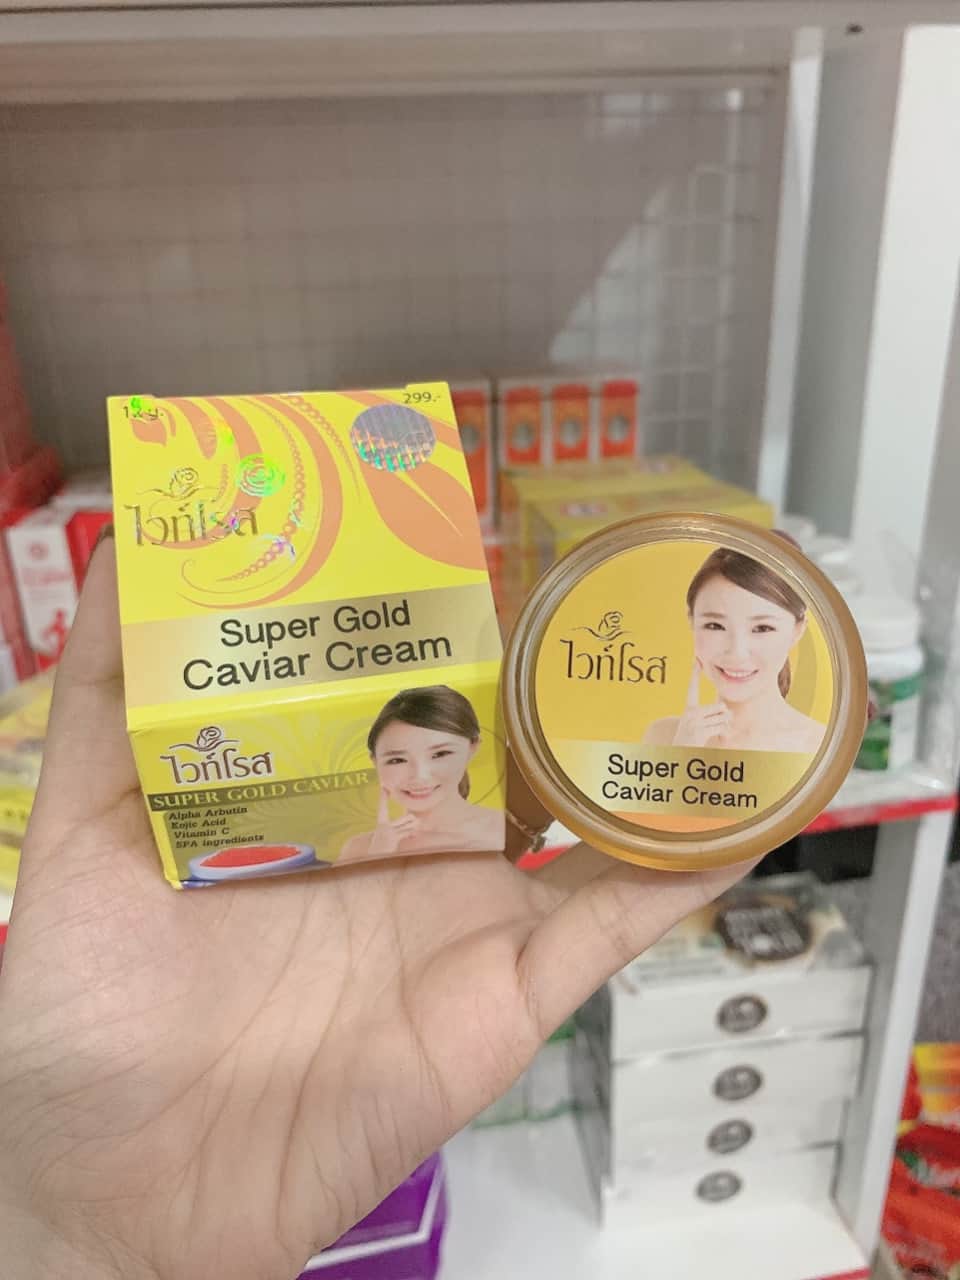 299.-
ไวท์โรส
Super Gold
Caviar Cream
ไวท์โรส
SUPER GOLD CAVIAR
Alpha Arbutin
Kojic Acid
Vitamin C
SPA ingredients
ไวท์โรส
Super Gold
Caviar Cream